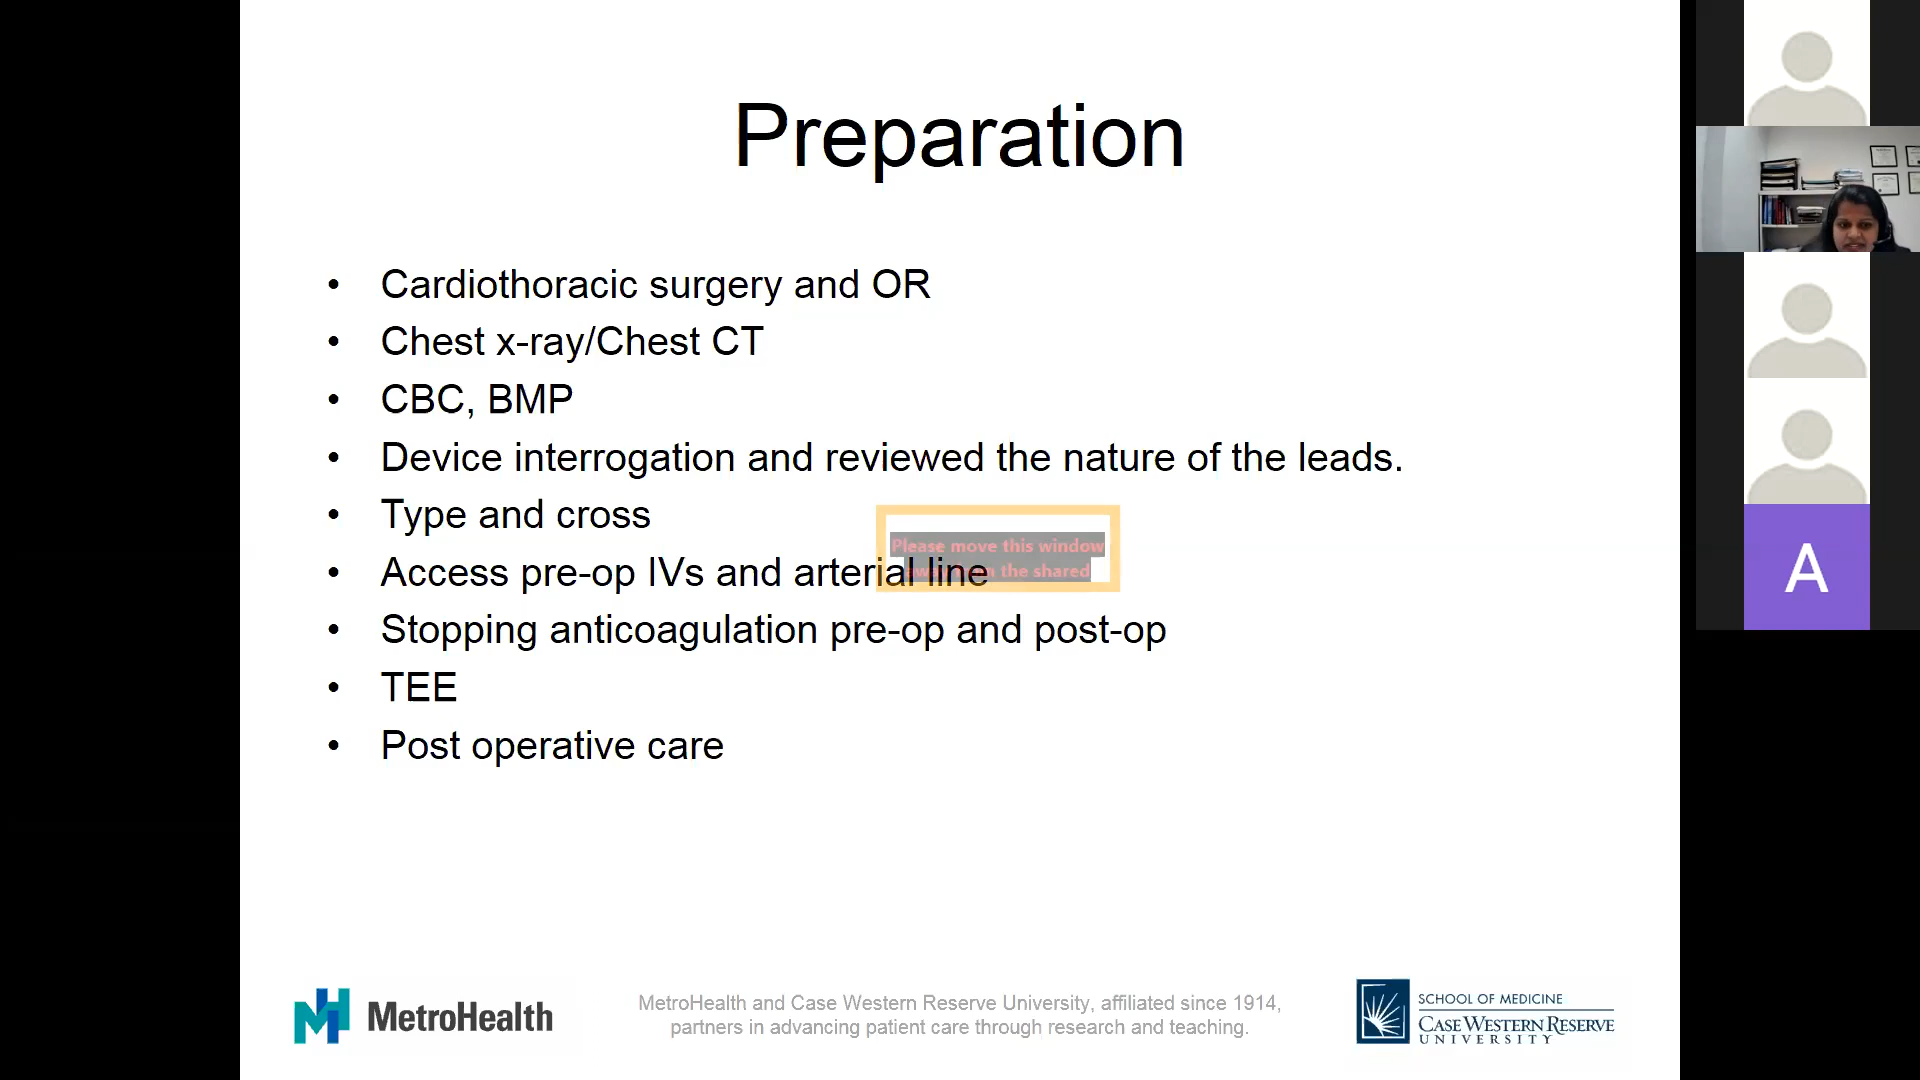 Preparation
• Cardiothoracic surgery and OR
• Chest x-ray/Chest CT
• CBC, BMP
• Device interrogation and reviewed the nature of the leads.
• Type and cross
Please move this window
away from the shared
• Access pre-op IVs and arterial line
• Stopping anticoagulation pre-op and post-op
• TEE
• Post operative care
A
MetroHealth
MetroHealth and Case Western Reserve University, affiliated since 1914,
partners in advancing patient care through research and teaching.
SCHOOL OF MEDICINE
CASE WESTERN RESERVE
UNIVERSITY